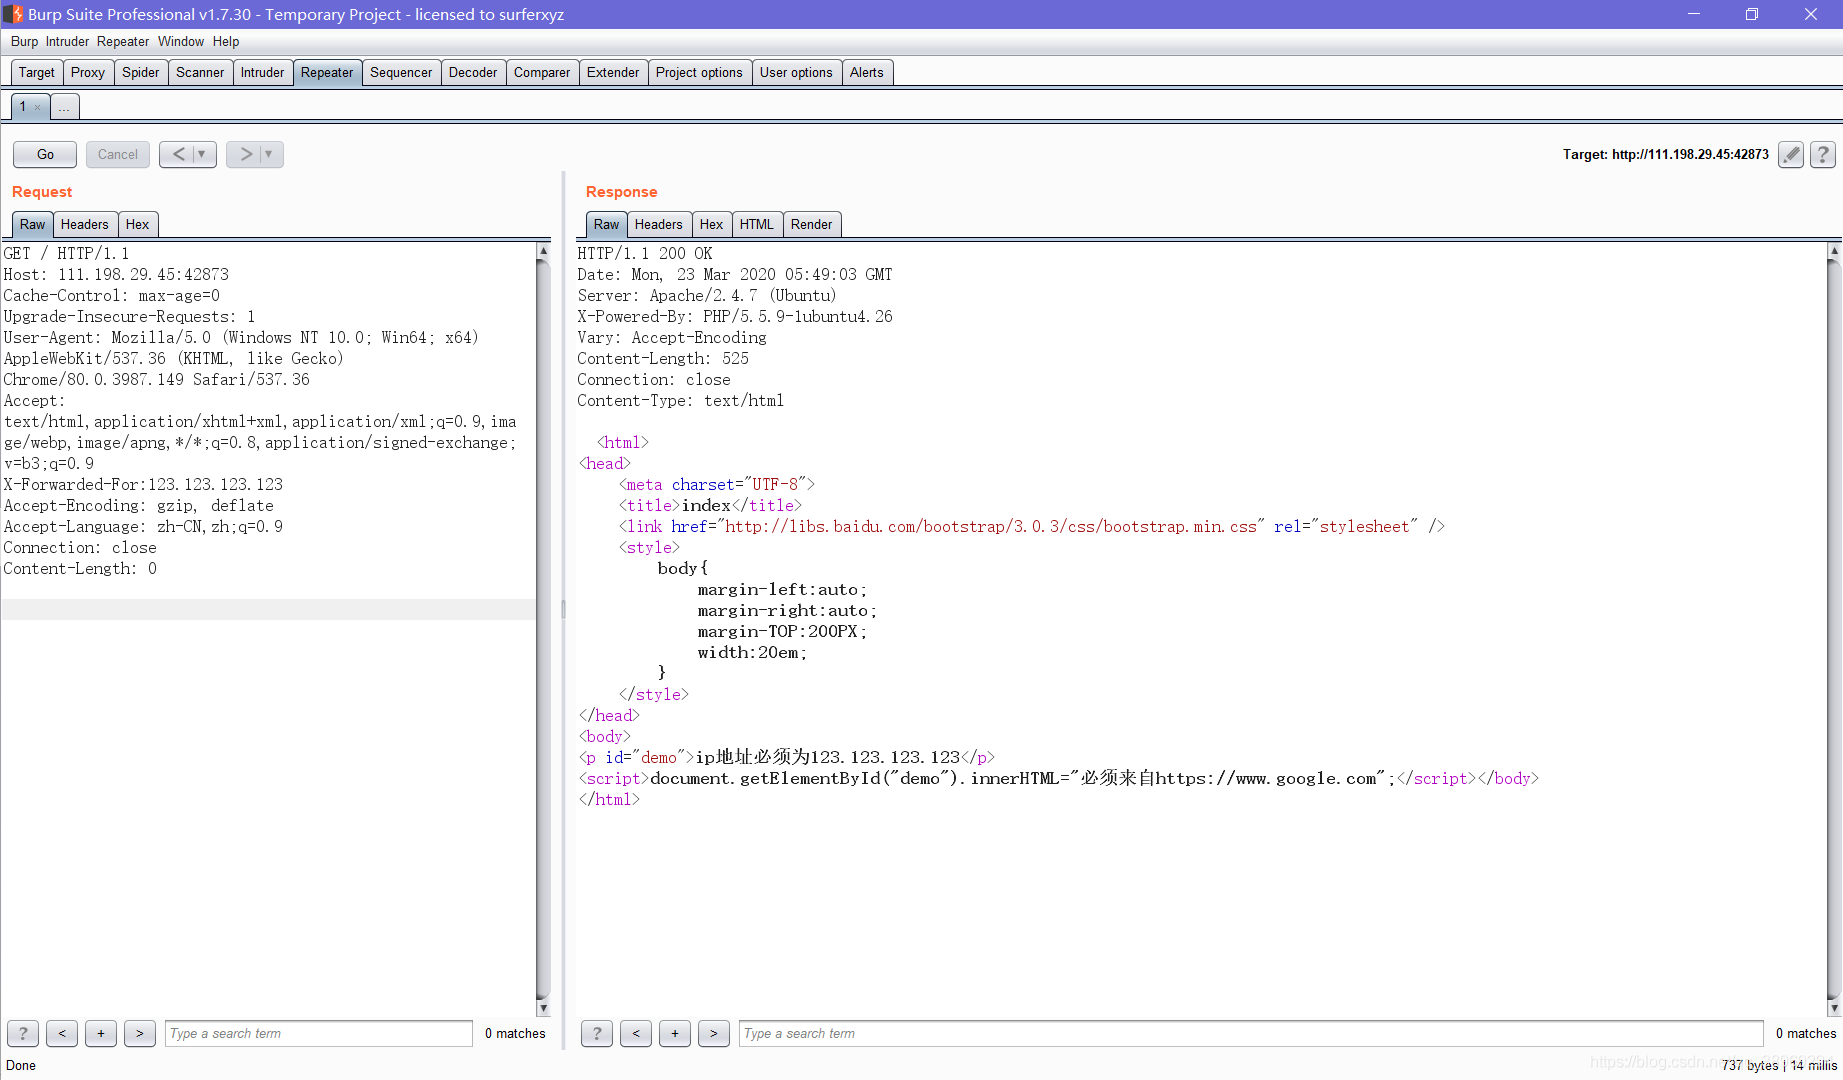 Burp Suite Professional v1.7.30 - Temporary Project - licensed to surferxyz
Burp Intruder Repeater Window Help
Target Proxy Spider Scanner Intruder Repeater Sequencer Decoder Comparer Extender Project options User options Alerts
1 × ...
Go Cancel < ▼ > ▼ Target: http://111.198.29.45:42873 ?
Request
Raw Headers Hex
GET / HTTP/1.1
Host: 111.198.29.45:42873
Cache-Control: max-age=0
Upgrade-Insecure-Requests: 1
User-Agent: Mozilla/5.0 (Windows NT 10.0; Win64; x64)
AppleWebKit/537.36 (KHTML, like Gecko)
Chrome/80.0.3987.149 Safari/537.36
Accept:
text/html,application/xhtml+xml,application/xml;q=0.9,ima
ge/webp,image/apng,*/*;q=0.8,application/signed-exchange;
v=b3;q=0.9
X-Forwarded-For:123.123.123.123
Accept-Encoding: gzip, deflate
Accept-Language: zh-CN,zh;q=0.9
Connection: close
Content-Length: 0
? < + > Type a search term 0 matches
Response
Raw Headers Hex HTML Render
HTTP/1.1 200 OK
Date: Mon, 23 Mar 2020 05:49:03 GMT
Server: Apache/2.4.7 (Ubuntu)
X-Powered-By: PHP/5.5.9-1ubuntu4.26
Vary: Accept-Encoding
Content-Length: 525
Connection: close
Content-Type: text/html
<html>
<head>
<meta charset="UTF-8">
<title>index</title>
<link href="http://libs.baidu.com/bootstrap/3.0.3/css/bootstrap.min.css" rel="stylesheet" />
<style>
body{
margin-left:auto;
margin-right:auto;
margin-TOP:200PX;
width:20em;
}
</style>
</head>
<body>
<p id="demo">ip地址必须为123.123.123.123</p>
<script>document.getElementById("demo").innerHTML="必须来自https://www.google.com";</script></body>
</html>
? < + > Type a search term 0 matches
Done
737 bytes | 14 millis